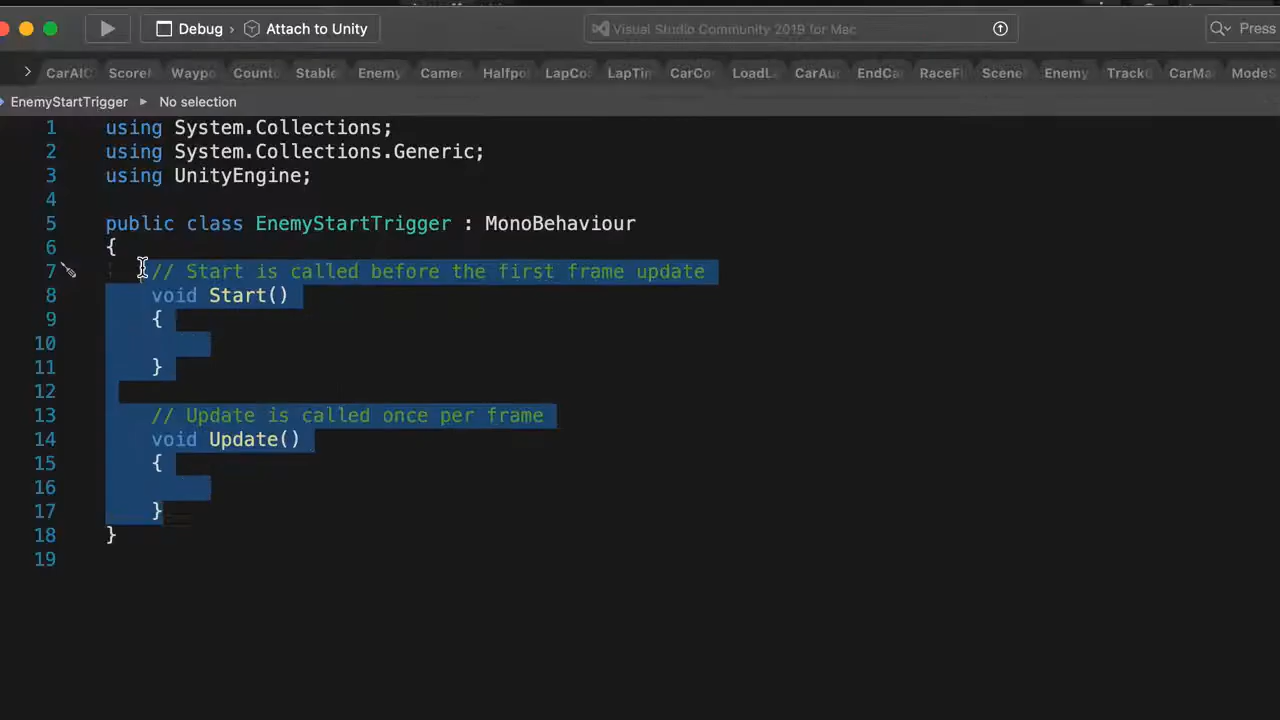 Debug › Attach to Unity
Visual Studio Community 2019 for Mac
Press
CarAIC Score Waypo Count Stable Enemy Camer Halfpo LapCo LapTin CarCo LoadL CarAu EndCa RaceFi Scene Enemy Track CarMa ModeS
EnemyStartTrigger ▸ No selection
1 using System.Collections;
2 using System.Collections.Generic;
3 using UnityEngine;
4
5 public class EnemyStartTrigger : MonoBehaviour
6 {
7 // Start is called before the first frame update
8 void Start()
9 {
10
11 }
12
13 // Update is called once per frame
14 void Update()
15 {
16
17 }
18 }
19